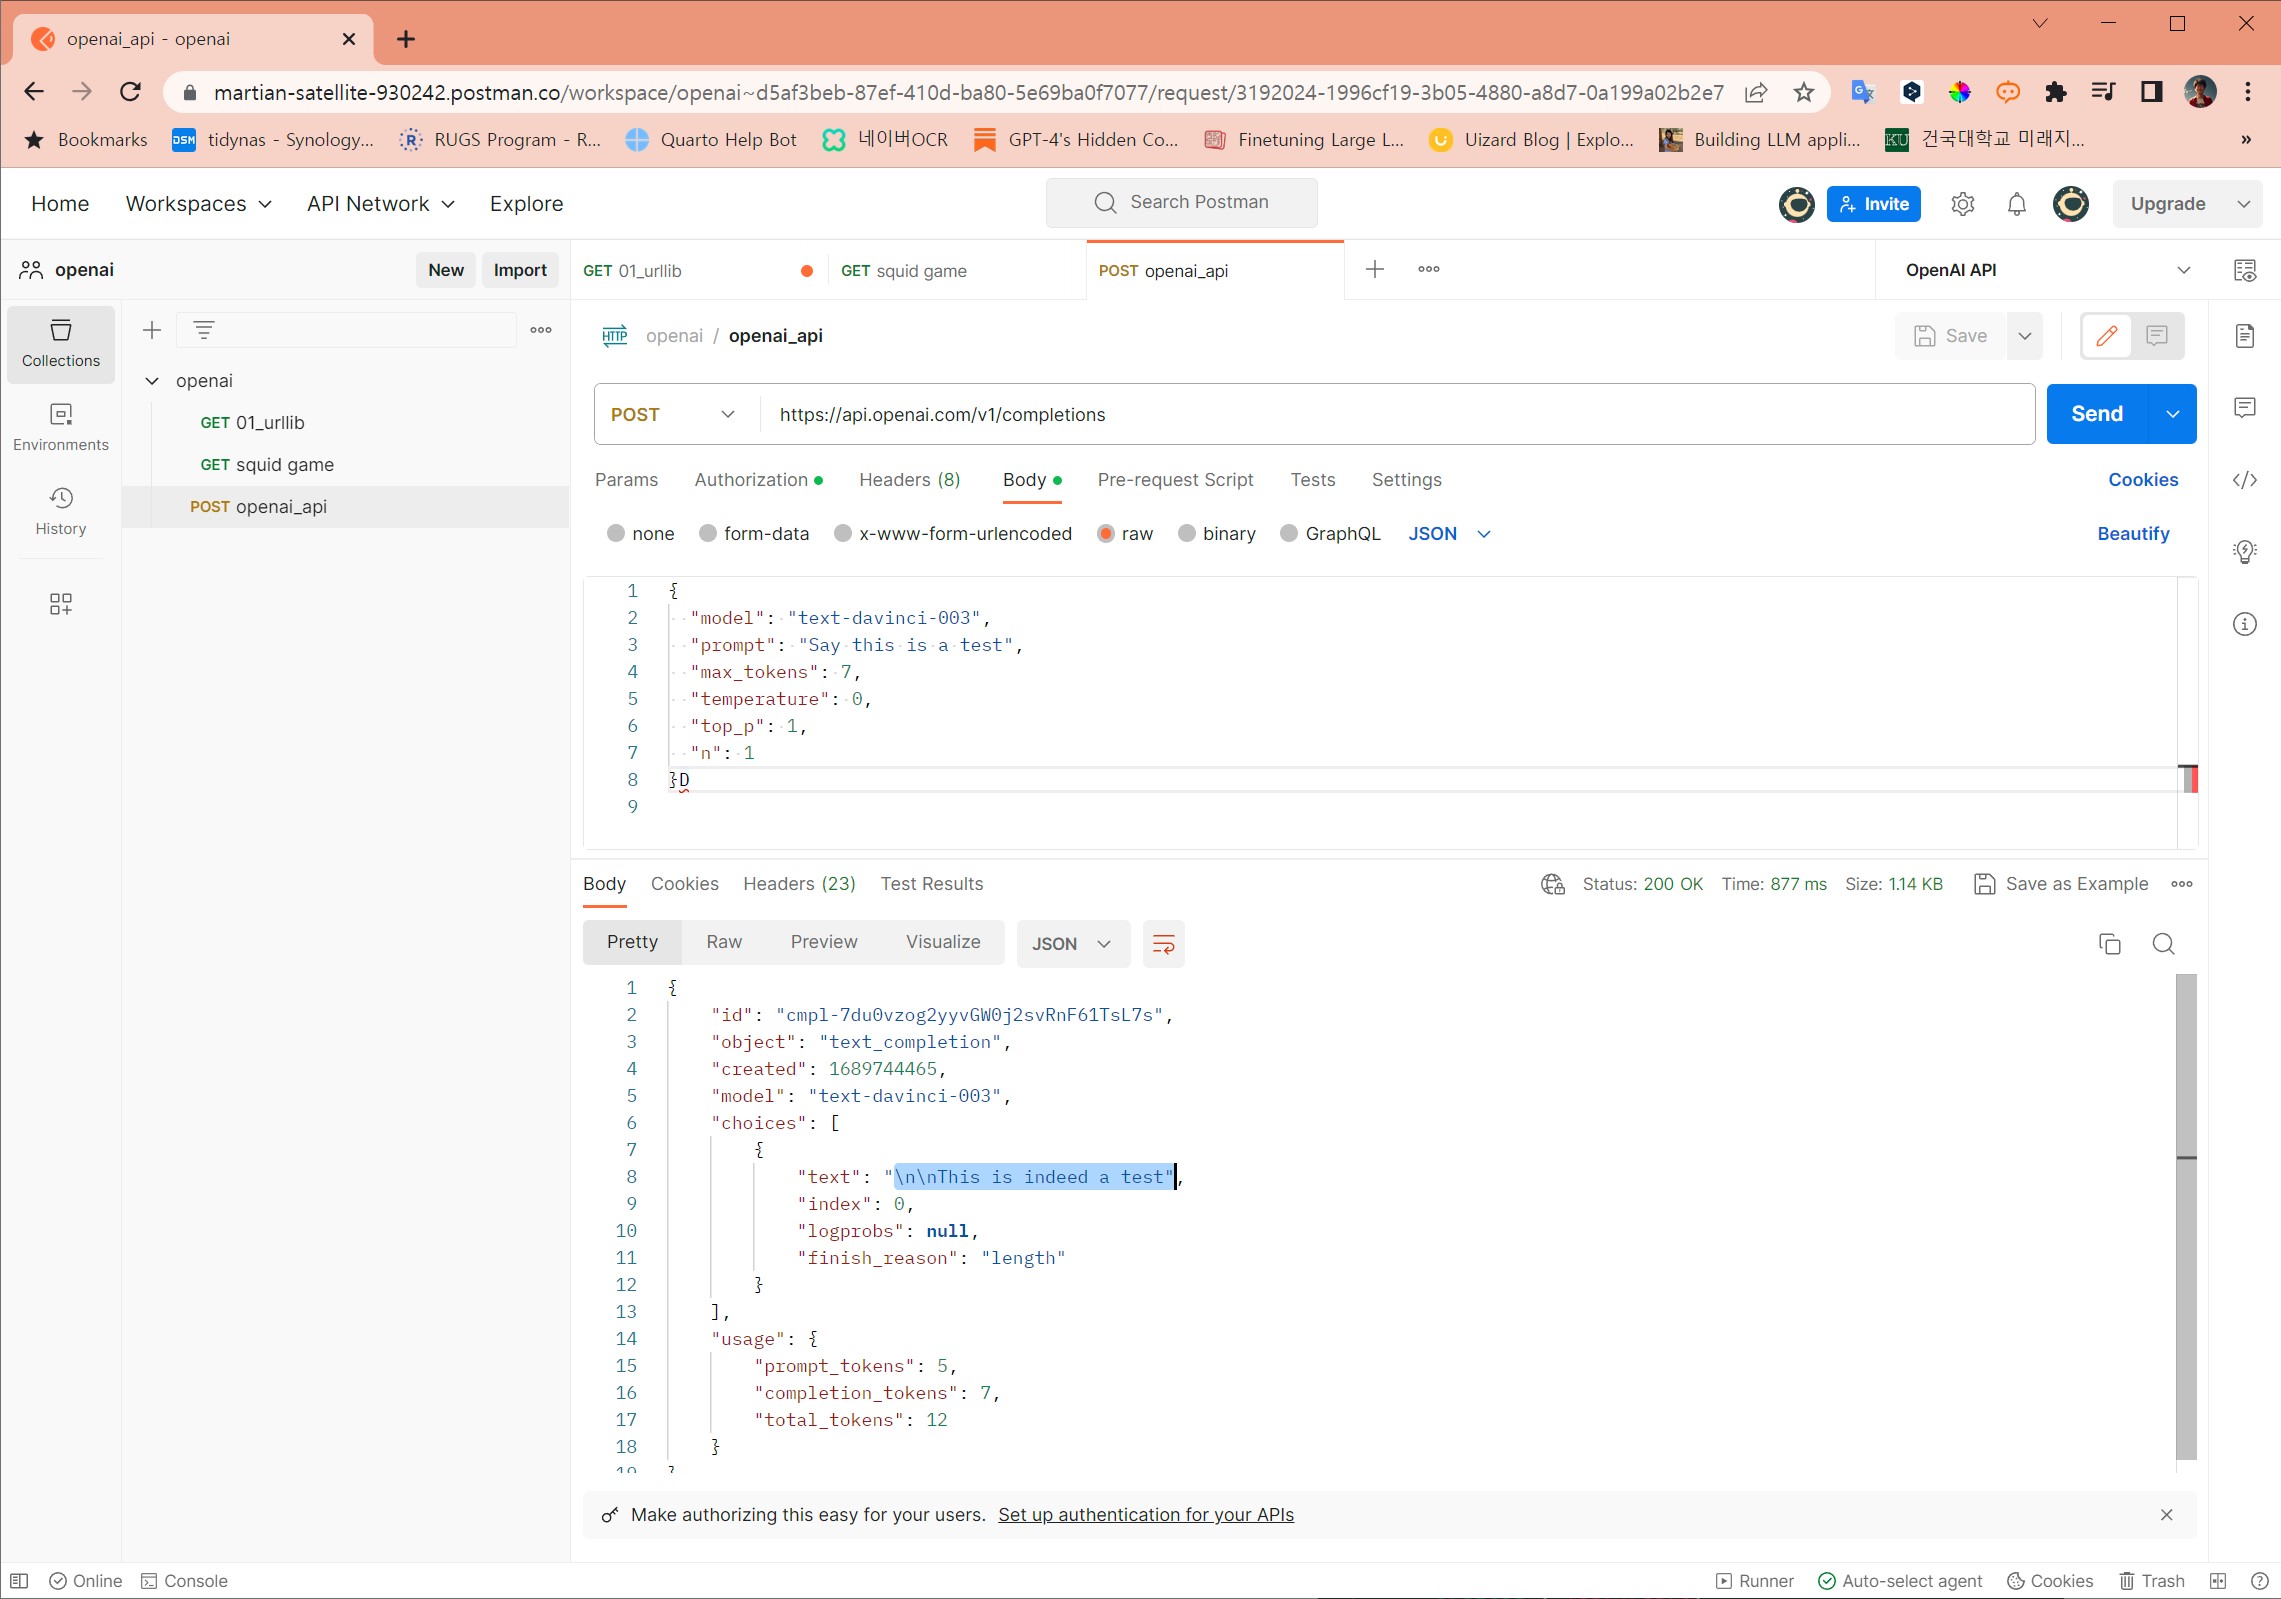 openai_api - openai
martian-satellite-930242.postman.co/workspace/openai~d5af3beb-87ef-410d-ba80-5e69ba0f7077/request/3192024-1996cf19-3b05-4880-a8d7-0a199a02b2e7
Bookmarks DSM tidynas - Synology... R RUGS Program - R... Quarto Help Bot 네이버OCR GPT-4's Hidden Co... Finetuning Large L... Uizard Blog | Explo... Building LLM appli... KU 건국대학교 미래지... »
Home Workspaces API Network Explore Search Postman Invite Upgrade
openai New Import GET 01_urllib GET squid game POST openai_api OpenAI API
Collections
Environments
History
openai
GET 01_urllib
GET squid game
POST openai_api
HTTP openai / openai_api Save
POST https://api.openai.com/v1/completions Send
Params Authorization Headers (8) Body Pre-request Script Tests Settings Cookies
none form-data x-www-form-urlencoded raw binary GraphQL JSON Beautify
1 {
2 "model": "text-davinci-003",
3 "prompt": "Say this is a test",
4 "max_tokens": 7,
5 "temperature": 0,
6 "top_p": 1,
7 "n": 1
8 }D
9
Body Cookies Headers (23) Test Results Status: 200 OK Time: 877 ms Size: 1.14 KB Save as Example
Pretty Raw Preview Visualize JSON
1 {
2 "id": "cmpl-7du0vzog2yyvGW0j2svRnF61TsL7s",
3 "object": "text_completion",
4 "created": 1689744465,
5 "model": "text-davinci-003",
6 "choices": [
7 {
8 "text": "\n\nThis is indeed a test",
9 "index": 0,
10 "logprobs": null,
11 "finish_reason": "length"
12 }
13 ],
14 "usage": {
15 "prompt_tokens": 5,
16 "completion_tokens": 7,
17 "total_tokens": 12
18 }
19 }
Make authorizing this easy for your users. Set up authentication for your APIs
Online Console Runner Auto-select agent Cookies Trash